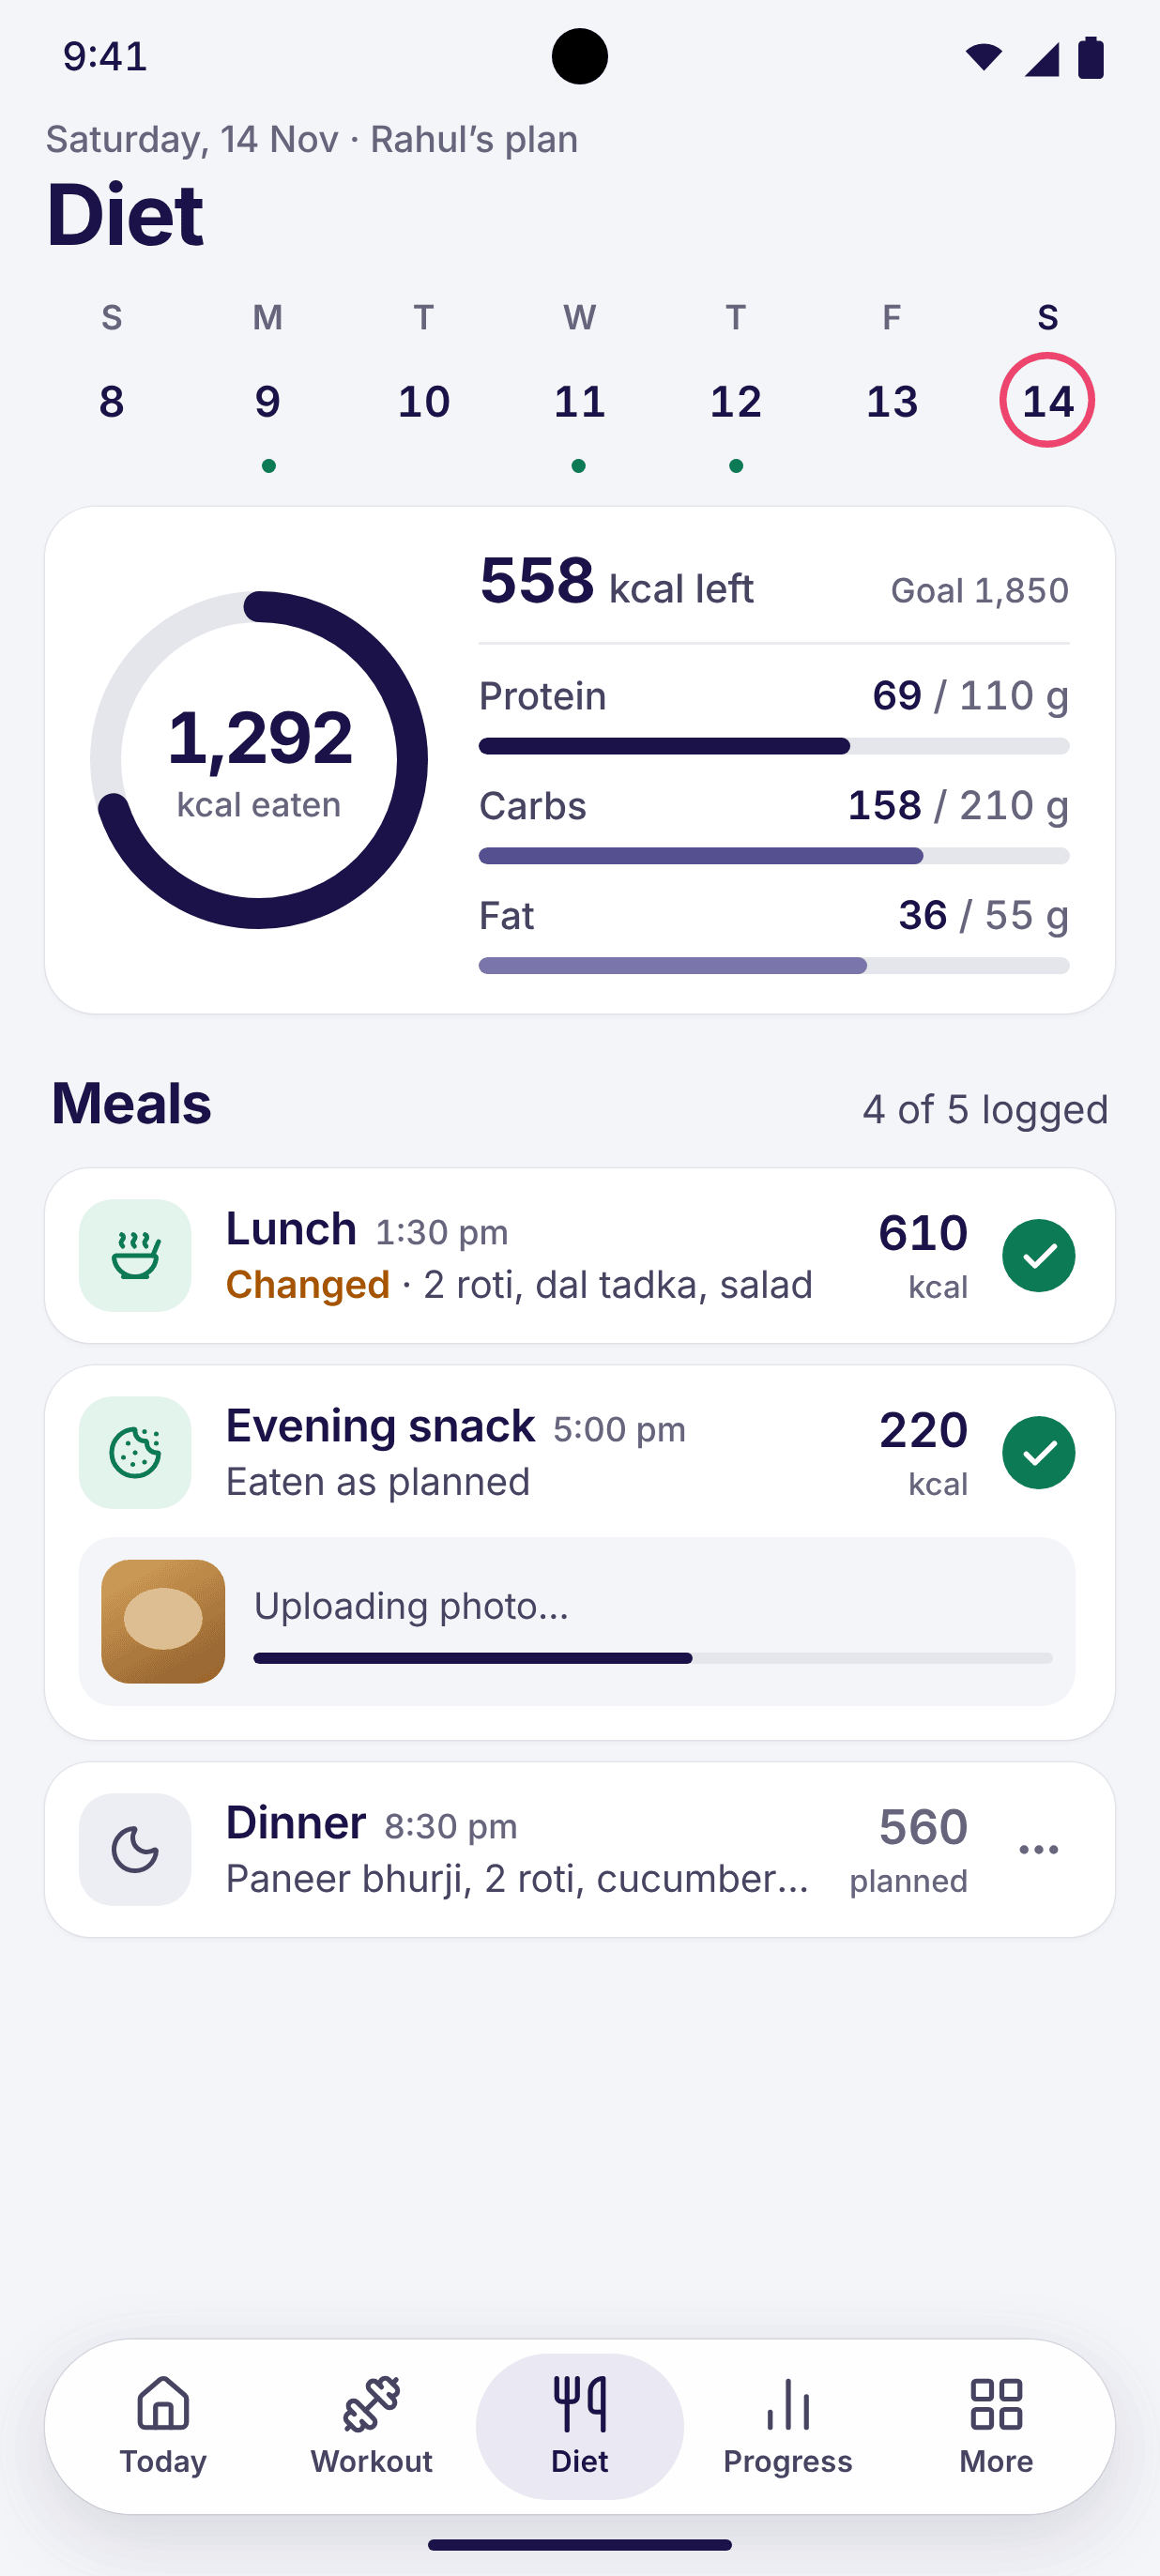 9:41
Saturday, 14 Nov · Rahul’s plan
Diet
S M T W T F S
8 9 10 11 12 13 14
558 kcal left Goal 1,850
1,292
kcal eaten
Protein 69 / 110 g
Carbs 158 / 210 g
Fat 36 / 55 g
Meals 4 of 5 logged
Lunch 1:30 pm 610
Changed · 2 roti, dal tadka, salad kcal
Evening snack 5:00 pm 220
Eaten as planned kcal
Uploading photo...
Dinner 8:30 pm 560
Paneer bhurji, 2 roti, cucumber... planned
Today Workout Diet Progress More